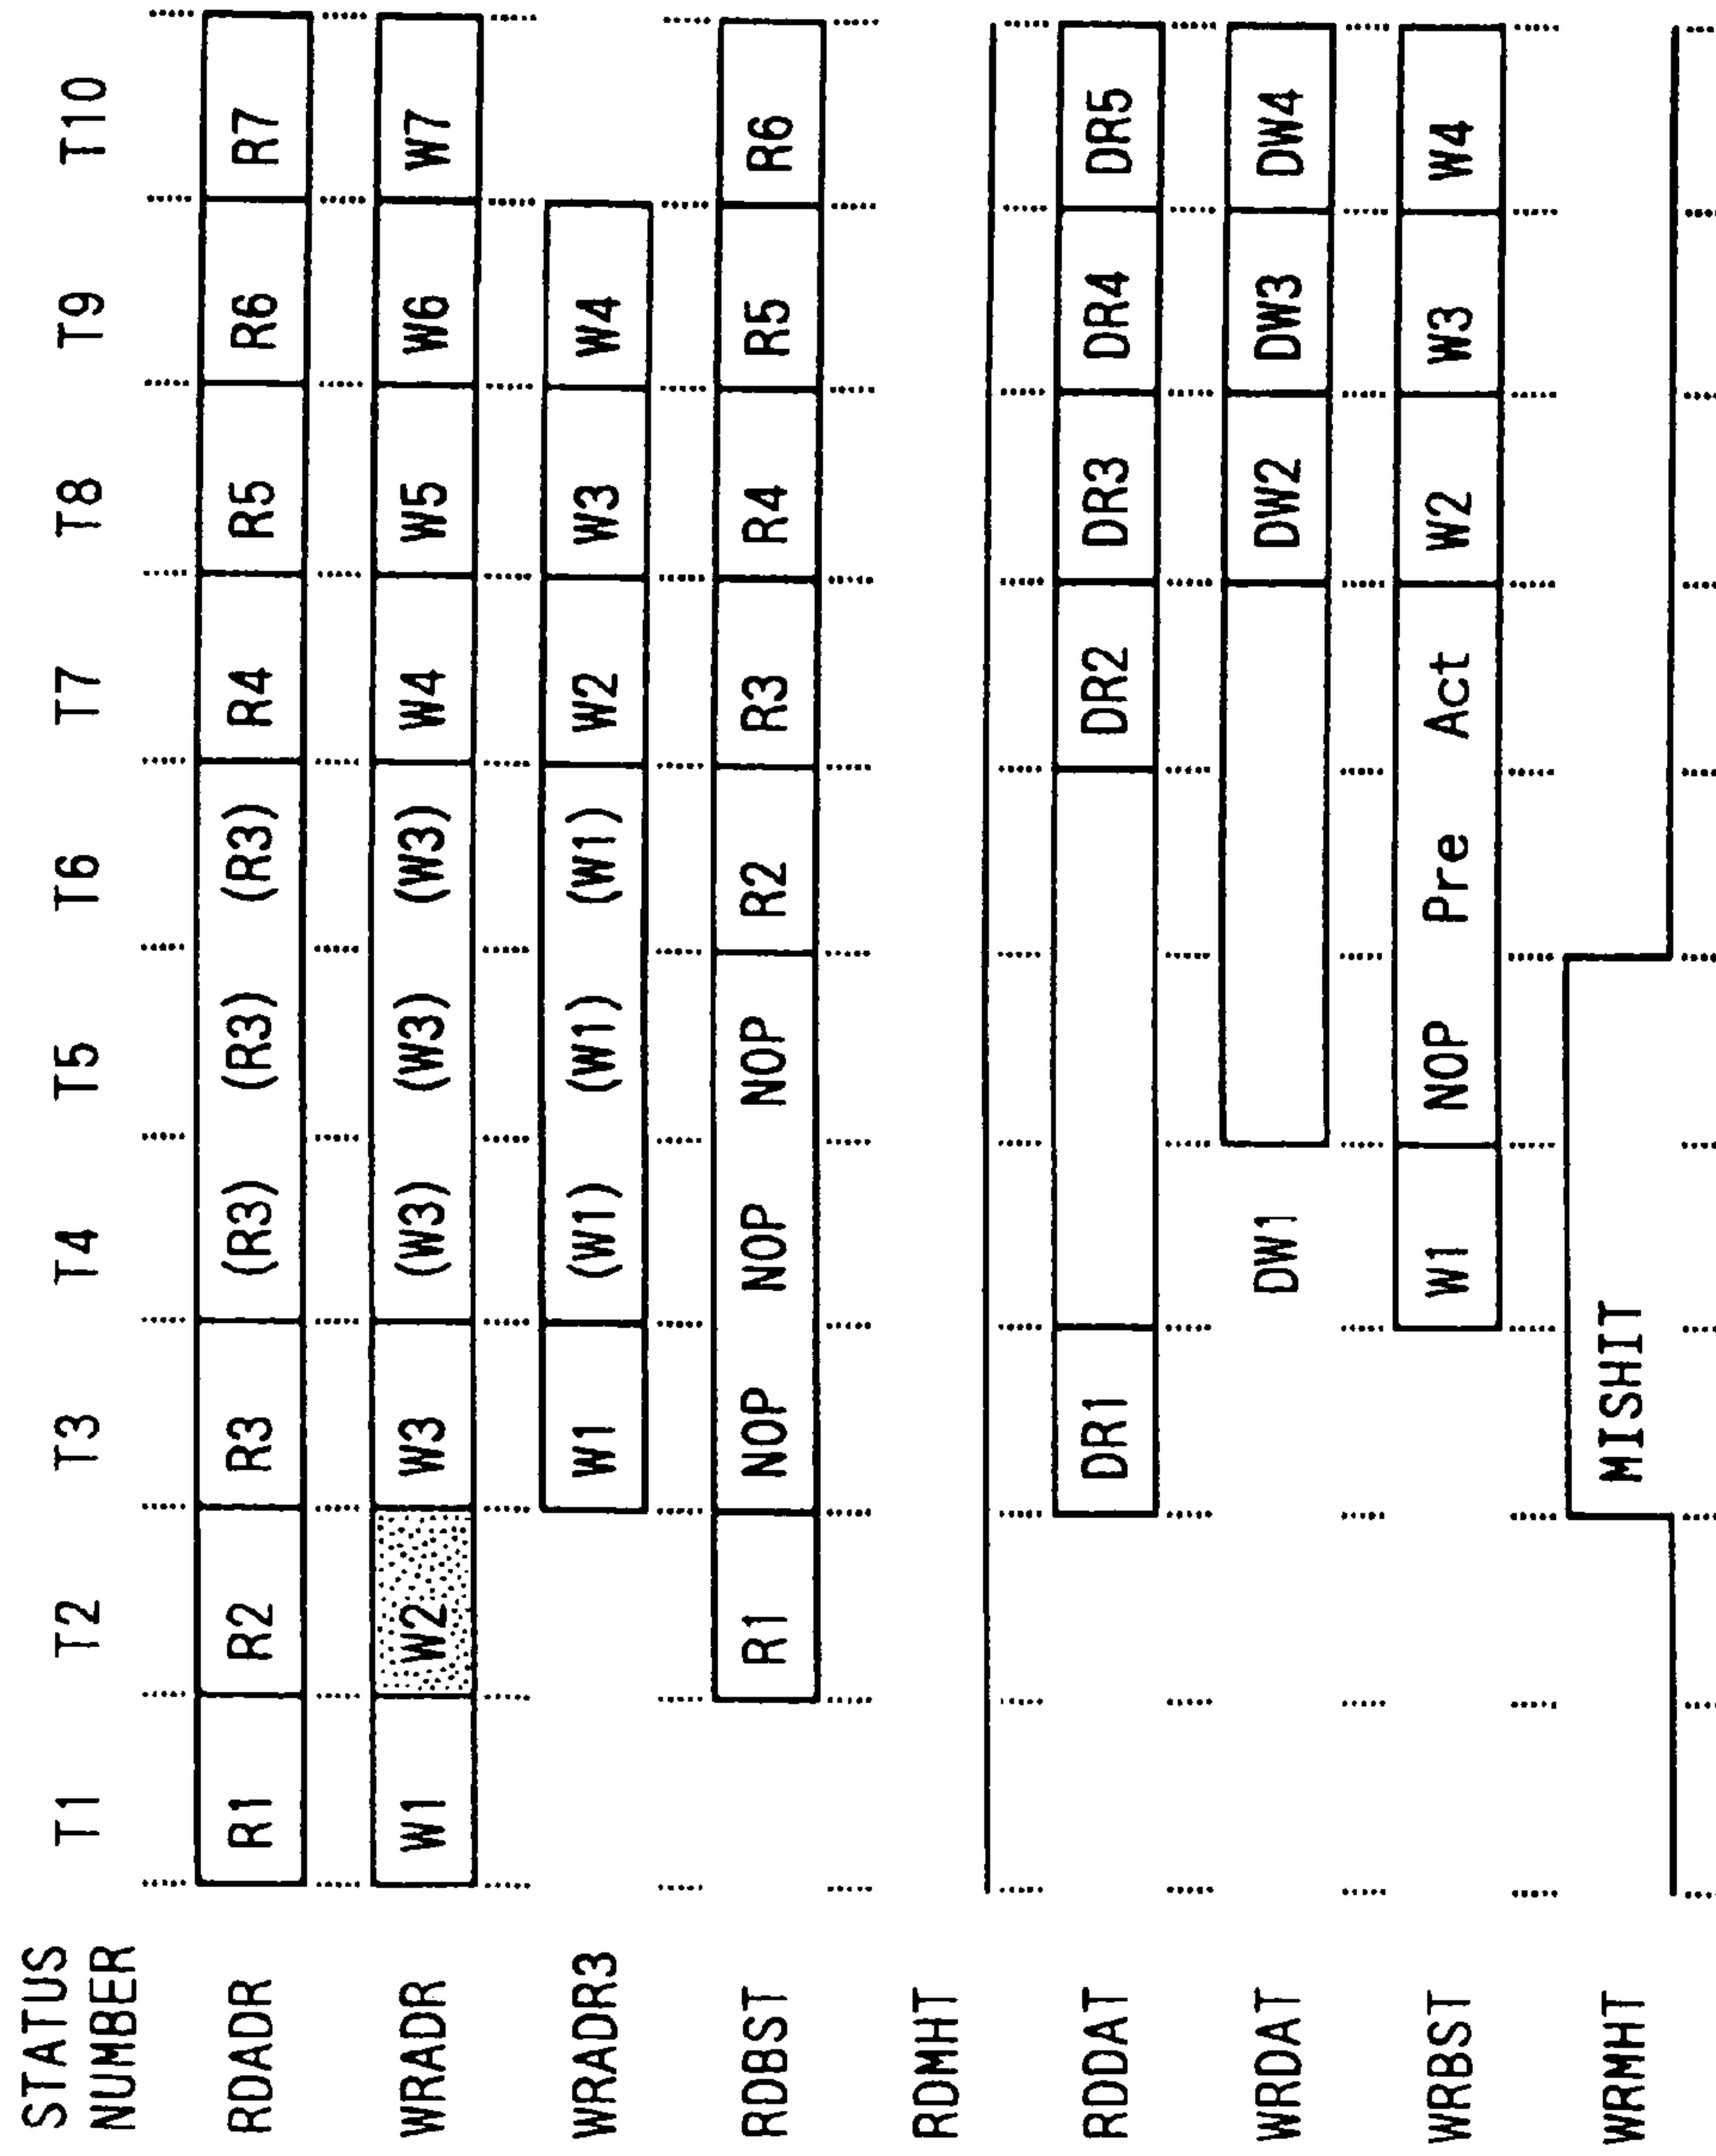 STATUS NUMBER T1 T2 T3 T4 T5 T6 T7 T8 T9 T10
RDADR R1 R2 R3 (R3) (R3) (R3) R4 R5 R6 R7
WRADR W1 W2 W3 (W3) (W3) (W3) W4 W5 W6 W7
WRADR3 W1 (W1) (W1) (W1) W2 W3 W4
RDBST R1 NOP NOP NOP R2 R3 R4 R5 R6
RDMHT
RDDAT DR1 DR2 DR3 DR4 DR5
WRDAT DW1 DW2 DW3 DW4
WRBST W1 NOP Pre Act W2 W3 W4
WRMHT MISHIT